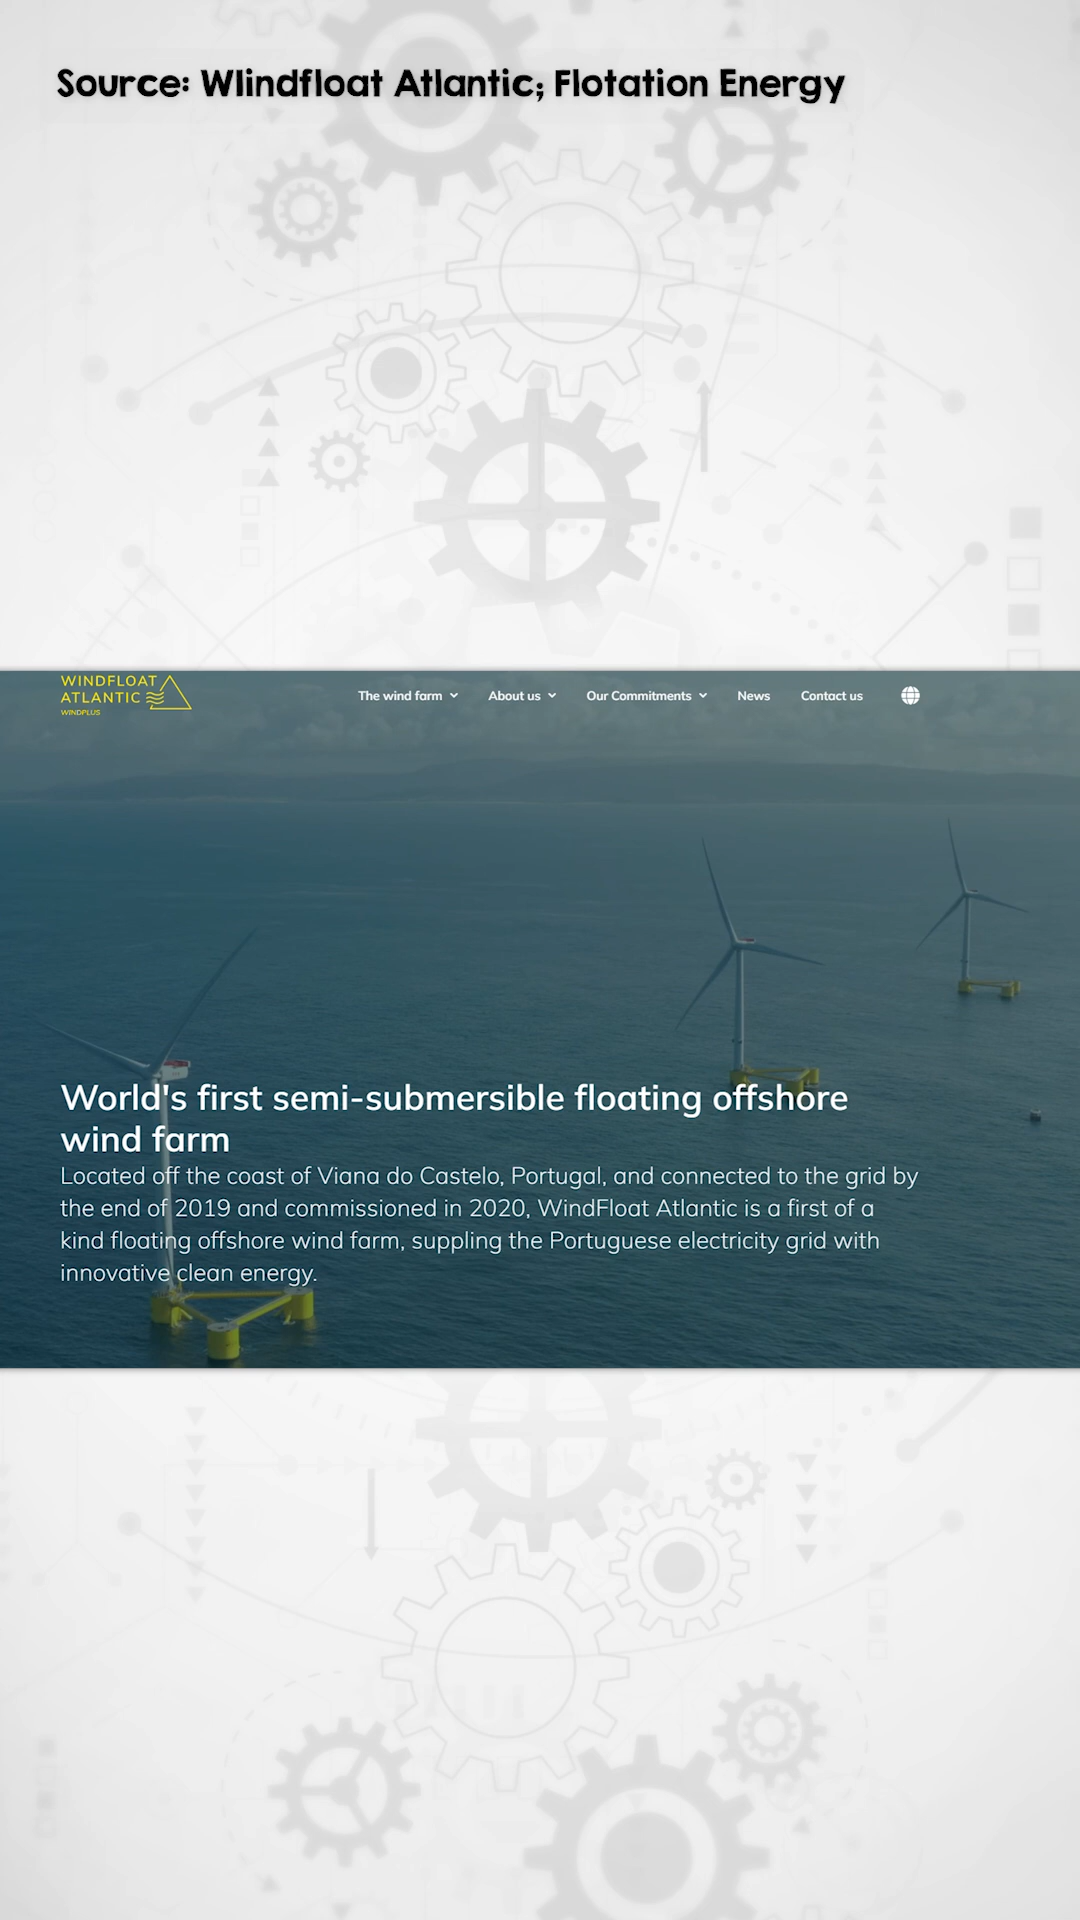 Source: WIindfloat Atlantic; Flotation Energy
WINDFLOAT
ATLANTIC
WINDPLUS
The wind farm
About us
Our Commitments
News
Contact us
World's first semi-submersible floating offshore
wind farm
Located off the coast of Viana do Castelo, Portugal, and connected to the grid by
the end of 2019 and commissioned in 2020, WindFloat Atlantic is a first of a
kind floating offshore wind farm, suppling the Portuguese electricity grid with
innovative clean energy.